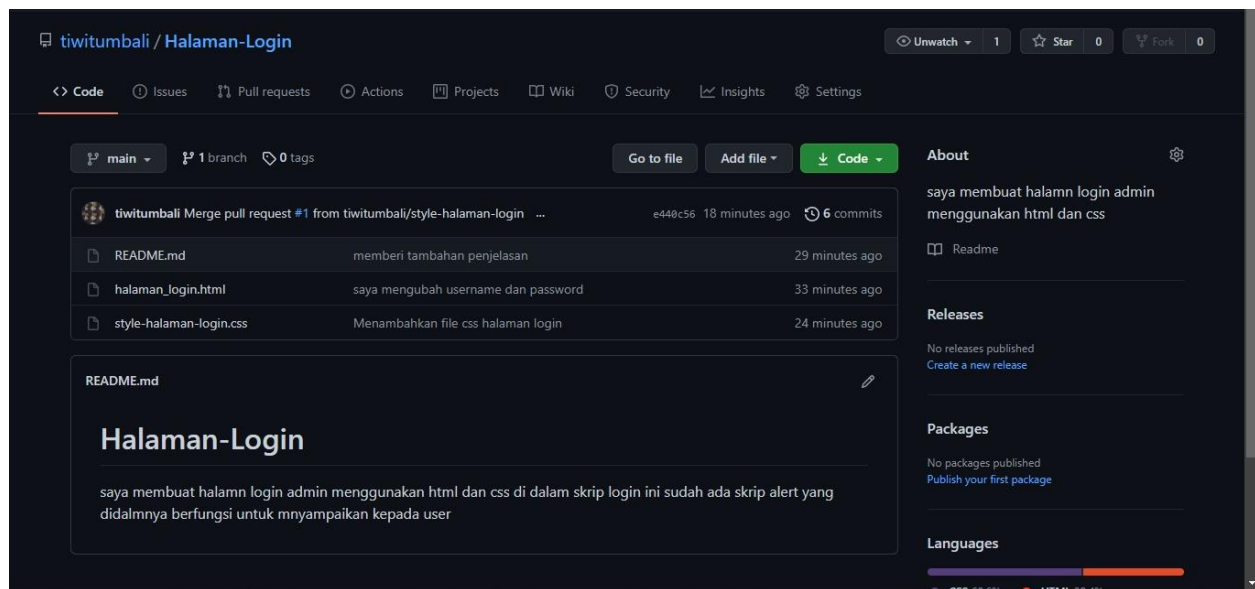 tiwitumbali / Halaman-Login
Unwatch 1 Star 0 Fork 0
<> Code Issues Pull requests Actions Projects Wiki Security Insights Settings
main 1 branch 0 tags Go to file Add file Code
tiwitumbali Merge pull request #1 from tiwitumbali/style-halaman-login ... e440c56 18 minutes ago 6 commits
README.md memberi tambahan penjelasan 29 minutes ago
halaman_login.html saya mengubah username dan password 33 minutes ago
style-halaman-login.css Menambahkan file css halaman login 24 minutes ago
README.md
Halaman-Login
saya membuat halamn login admin menggunakan html dan css di dalam skrip login ini sudah ada skrip alert yang
didalmnya berfungsi untuk mnyampaikan kepada user
About
saya membuat halamn login admin
menggunakan html dan css
Readme
Releases
No releases published
Create a new release
Packages
No packages published
Publish your first package
Languages